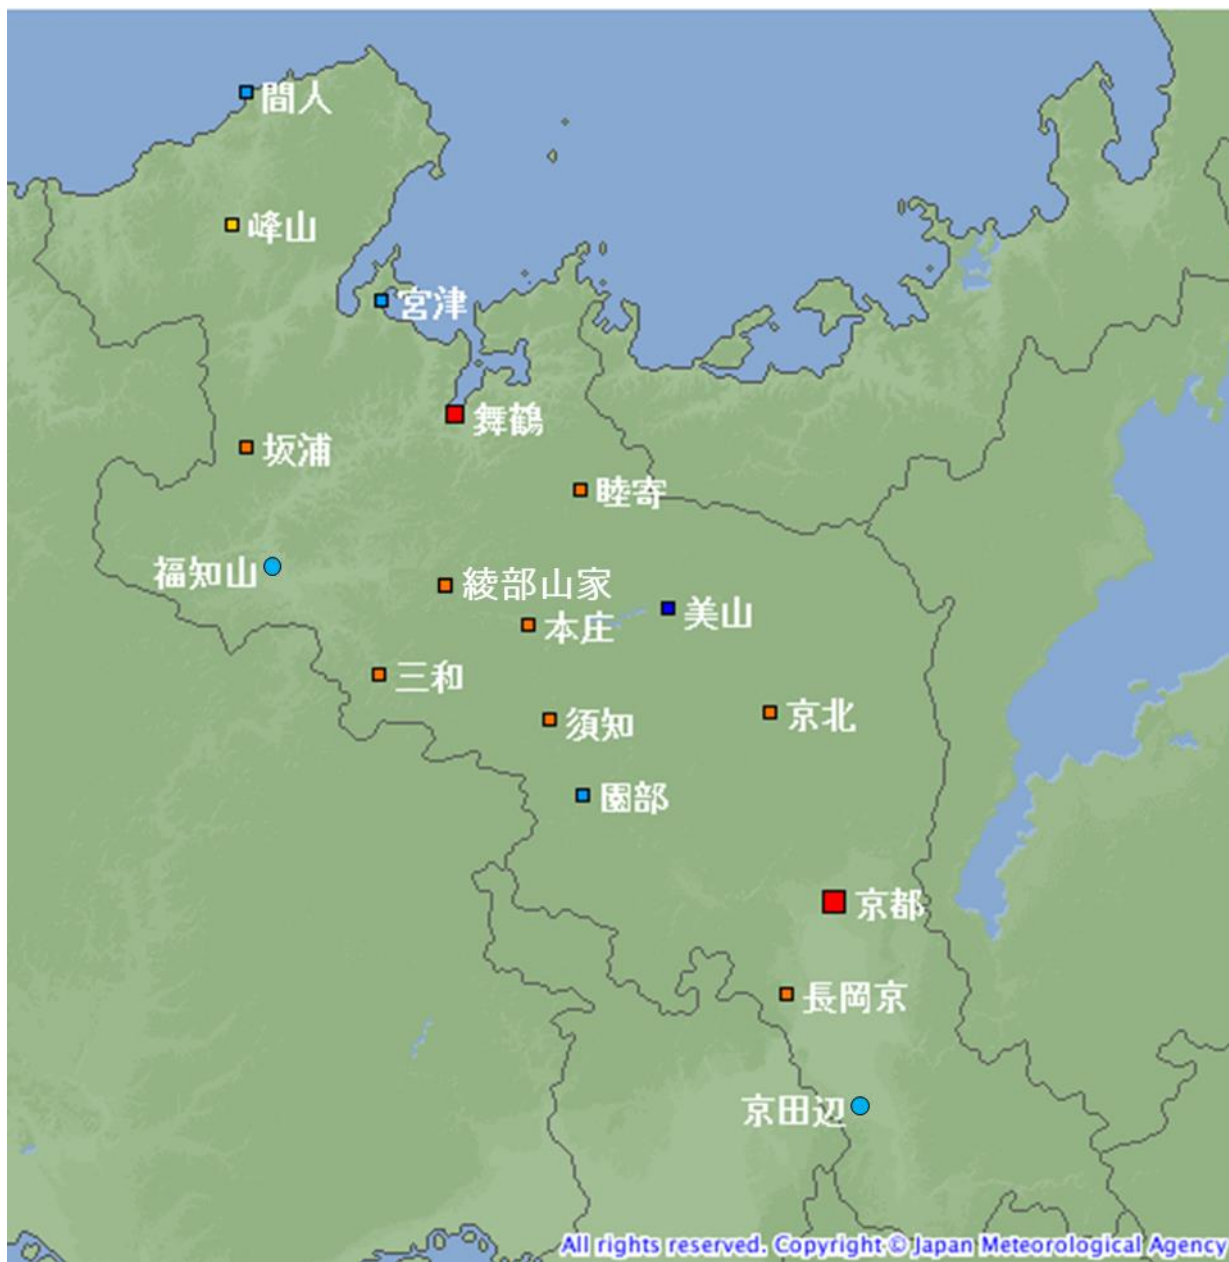 間人
峰山
宮津
舞鶴
坂浦
睦寄
福知山
綾部山家
美山
本庄
三和
京北
須知
園部
京都
長岡京
京田辺
All rights reserved. Copyright © Japan Meteorological Agency